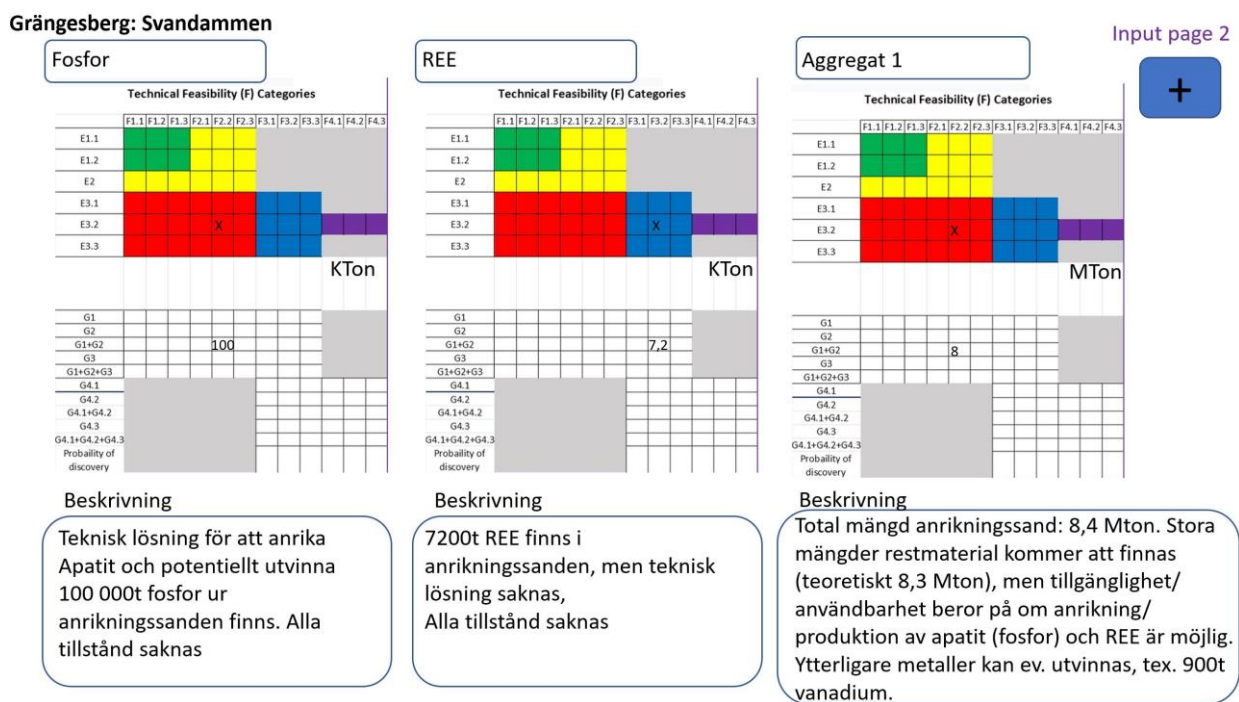 Grängesberg: Svandammen
Input page 2
+
Fosfor
Technical Feasibility (F) Categories
F1.1 F1.2 F1.3 F2.1 F2.2 F2.3 F3.1 F3.2 F3.3 F4.1 F4.2 F4.3
E1.1
E1.2
E2
E3.1
E3.2 X
E3.3
KTon
G1
G2
G1+G2 100
G3
G1+G2+G3
G4.1
G4.2
G4.1+G4.2
G4.3
G4.1+G4.2+G4.3
Probaility of
discovery
Beskrivning
Teknisk lösning för att anrika
Apatit och potentiellt utvinna
100 000t fosfor ur
anrikningssanden finns. Alla
tillstånd saknas
REE
Technical Feasibility (F) Categories
F1.1 F1.2 F1.3 F2.1 F2.2 F2.3 F3.1 F3.2 F3.3 F4.1 F4.2 F4.3
E1.1
E1.2
E2
E3.1
E3.2 X
E3.3
KTon
G1
G2
G1+G2 7,2
G3
G1+G2+G3
G4.1
G4.2
G4.1+G4.2
G4.3
G4.1+G4.2+G4.3
Probaility of
discovery
Beskrivning
7200t REE finns i
anrikningssanden, men teknisk
lösning saknas,
Alla tillstånd saknas
Aggregat 1
Technical Feasibility (F) Categories
F1.1 F1.2 F1.3 F2.1 F2.2 F2.3 F3.1 F3.2 F3.3 F4.1 F4.2 F4.3
E1.1
E1.2
E2
E3.1
E3.2 X
E3.3
MTon
G1
G2
G1+G2 8
G3
G1+G2+G3
G4.1
G4.2
G4.1+G4.2
G4.3
G4.1+G4.2+G4.3
Probaility of
discovery
Beskrivning
Total mängd anrikningssand: 8,4 Mton. Stora
mängder restmaterial kommer att finnas
(teoretiskt 8,3 Mton), men tillgänglighet/
användbarhet beror på om anrikning/
produktion av apatit (fosfor) och REE är möjlig.
Ytterligare metaller kan ev. utvinnas, tex. 900t
vanadium.